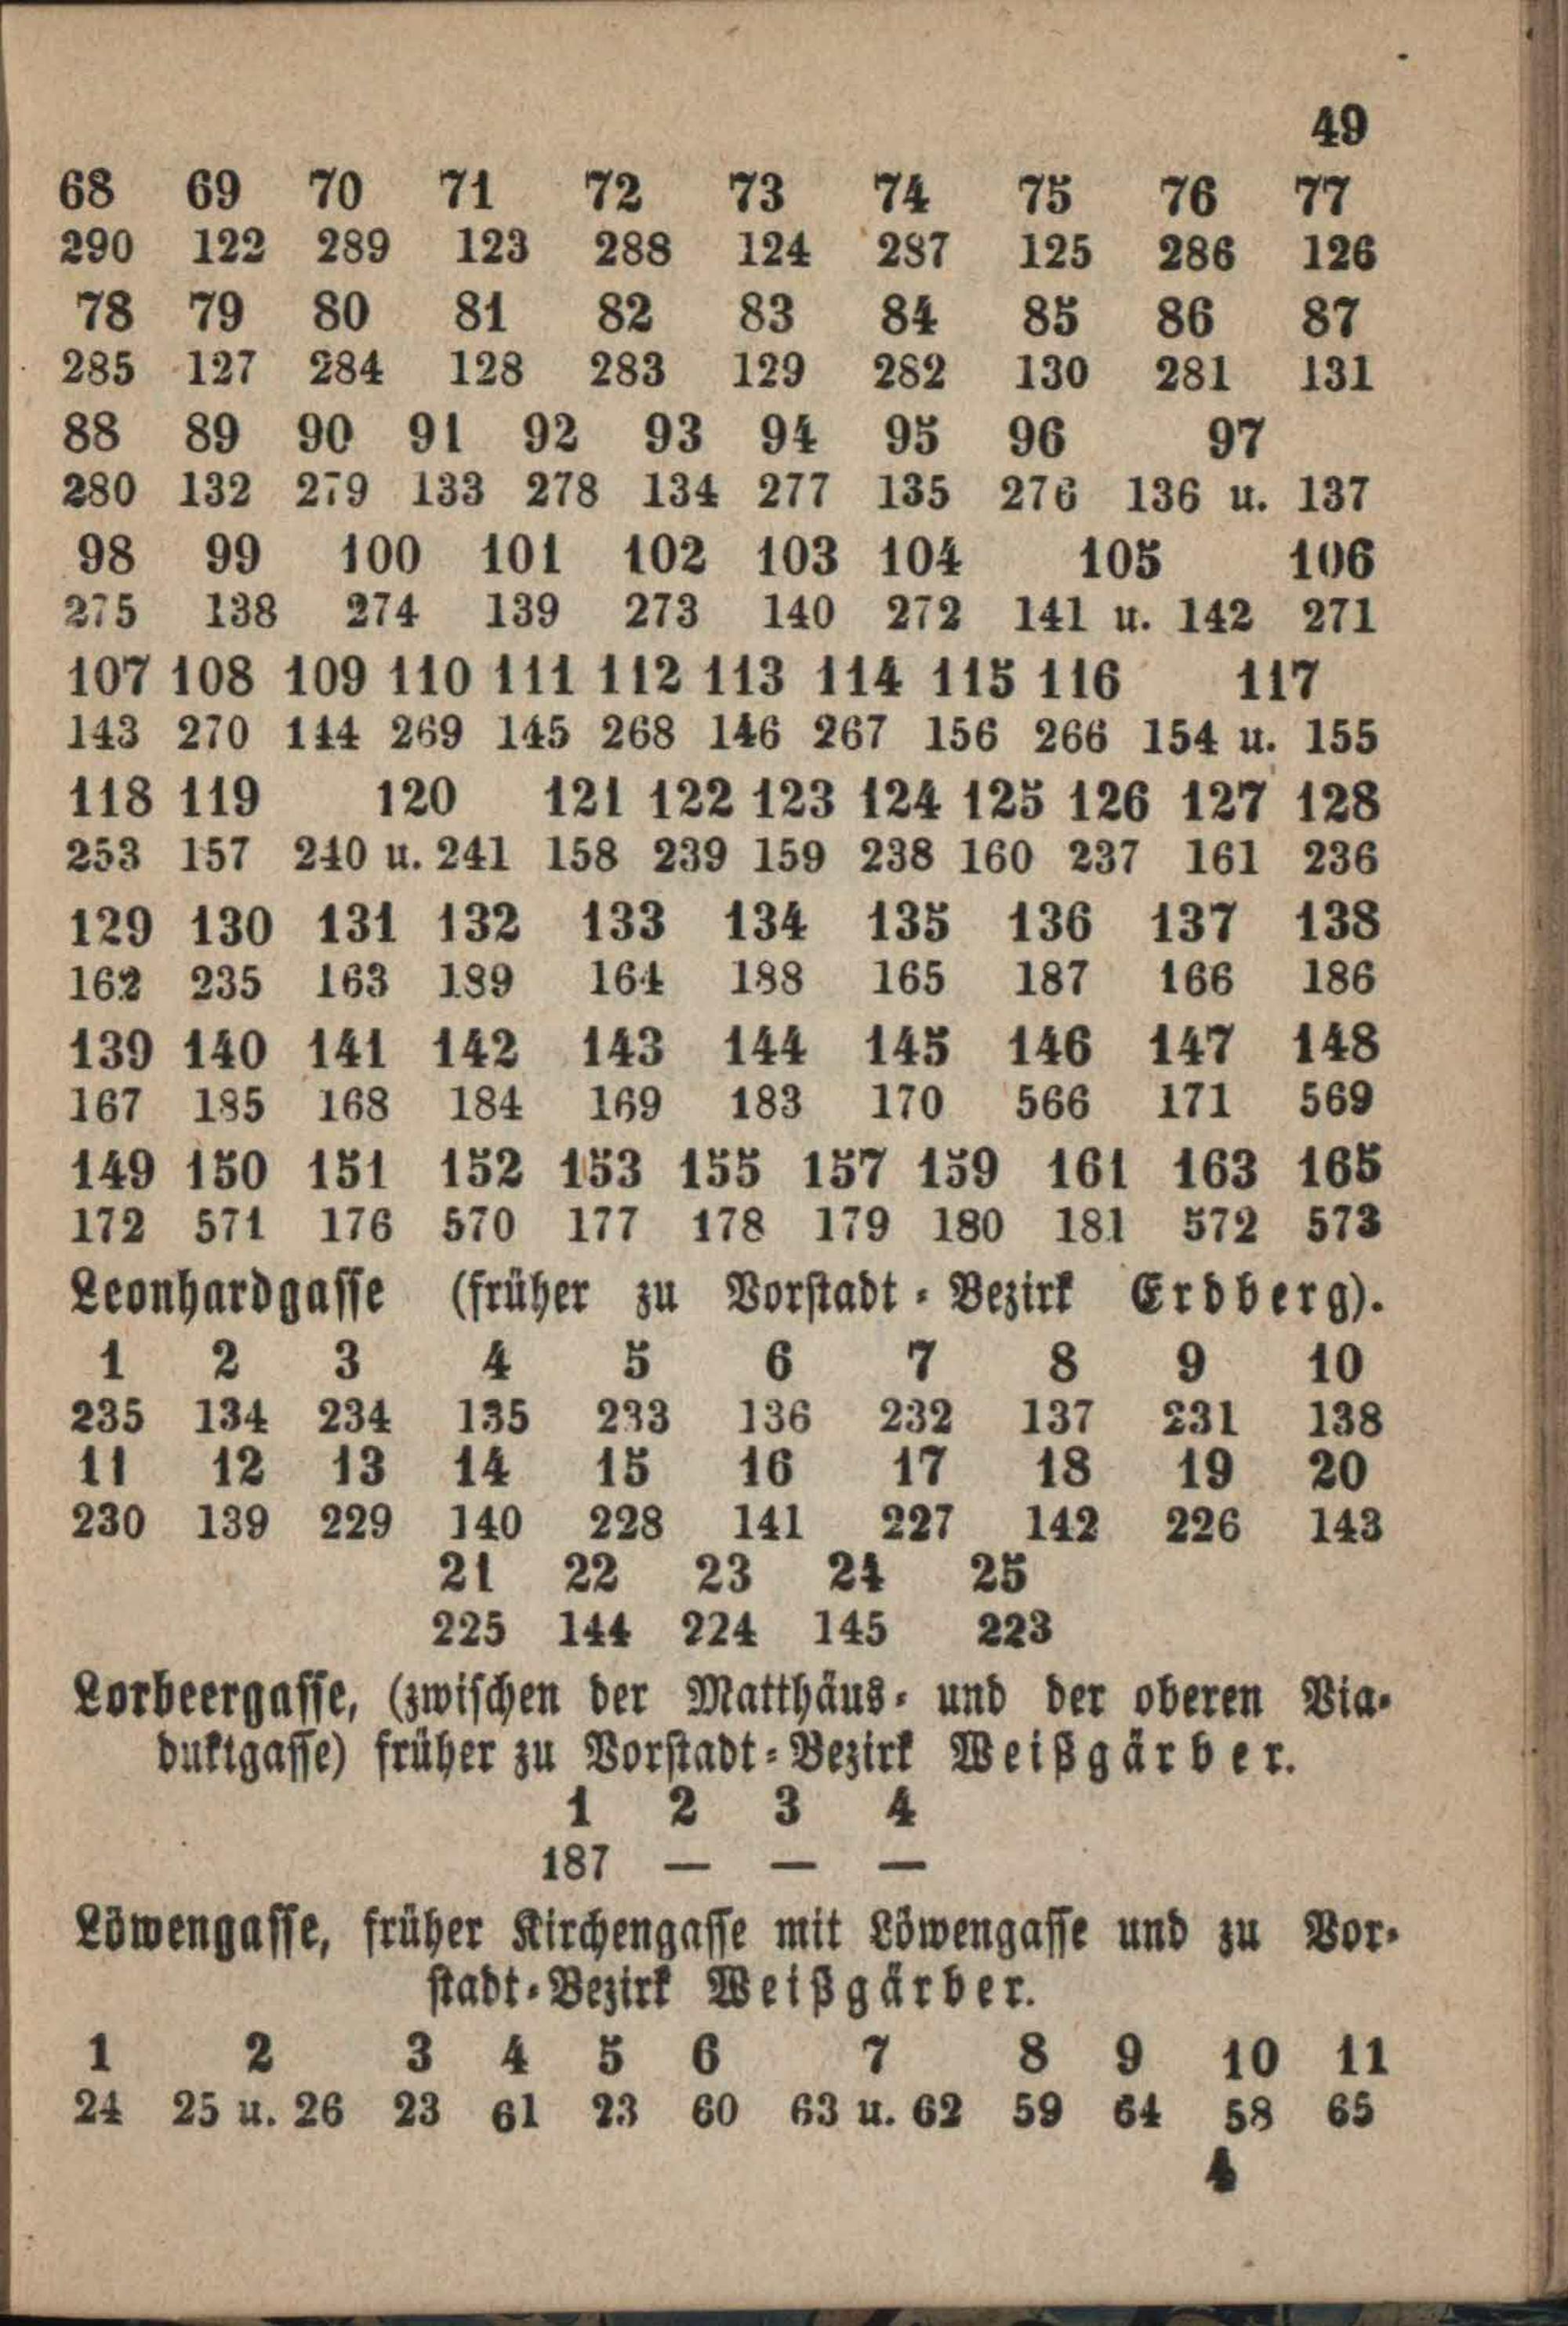 49
68 69 70 71 72 73 74 75 76 77
290 122 289 123 288 124 287 125 286 126
78 79 80 81 82 83 84 85 86 87
285 127 284 128 283 129 282 130 281 131
88 89 90 91 92 93 94 95 96 97
280 132 279 133 278 134 277 135 276 136 u. 137
98 99 100 101 102 103 104 105 106
275 138 274 139 273 140 272 141 u. 142 271
107 108 109 110 111 112 113 114 115 116 117
143 270 144 269 145 268 146 267 156 266 154 u. 155
118 119 120 121 122 123 124 125 126 127 128
253 157 240 u. 241 158 239 159 238 160 237 161 236
129 130 131 132 133 134 135 136 137 138
162 235 163 189 164 188 165 187 166 186
139 140 141 142 143 144 145 146 147 148
167 185 168 184 169 183 170 566 171 569
149 150 151 152 153 155 157 159 161 163 165
172 571 176 570 177 178 179 180 181 572 573
Leonhardgasse (früher zu Vorstadt-Bezirk Erdberg).
1 2 3 4 5 6 7 8 9 10
235 134 234 135 233 136 232 137 231 138
11 12 13 14 15 16 17 18 19 20
230 139 229 140 228 141 227 142 226 143
21 22 23 24 25
225 144 224 145 223
Lorbeergasse, (zwischen der Matthäus- und der oberen Via-
duktgasse) früher zu Vorstadt-Bezirk Weißgärber.
1 2 3 4
187 — — —
Löwengasse, früher Kirchengasse mit Löwengasse und zu Vor-
stadt-Bezirk Weißgärber.
1 2 3 4 5 6 7 8 9 10 11
24 25 u. 26 23 61 23 60 63 u. 62 59 64 58 65
4